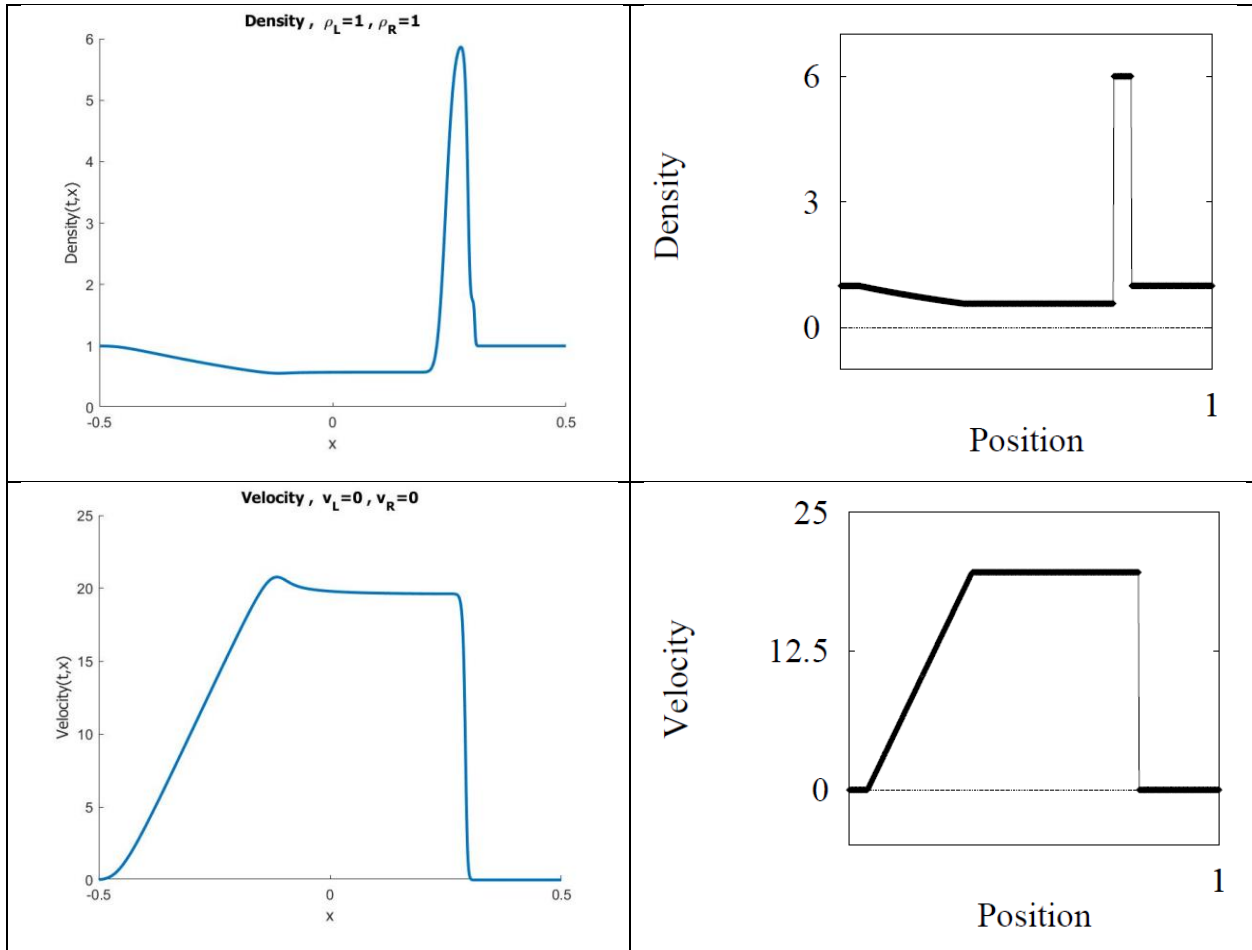 Density , ρL=1 , ρR=1
6
5
4
3
2
1
0
Density(t,x)
-0.5
0
0.5
x
6
3
0
Density
1
Position
Velocity , vL=0 , vR=0
25
20
15
10
5
0
Velocity(t,x)
-0.5
0
0.5
x
25
12.5
0
Velocity
1
Position